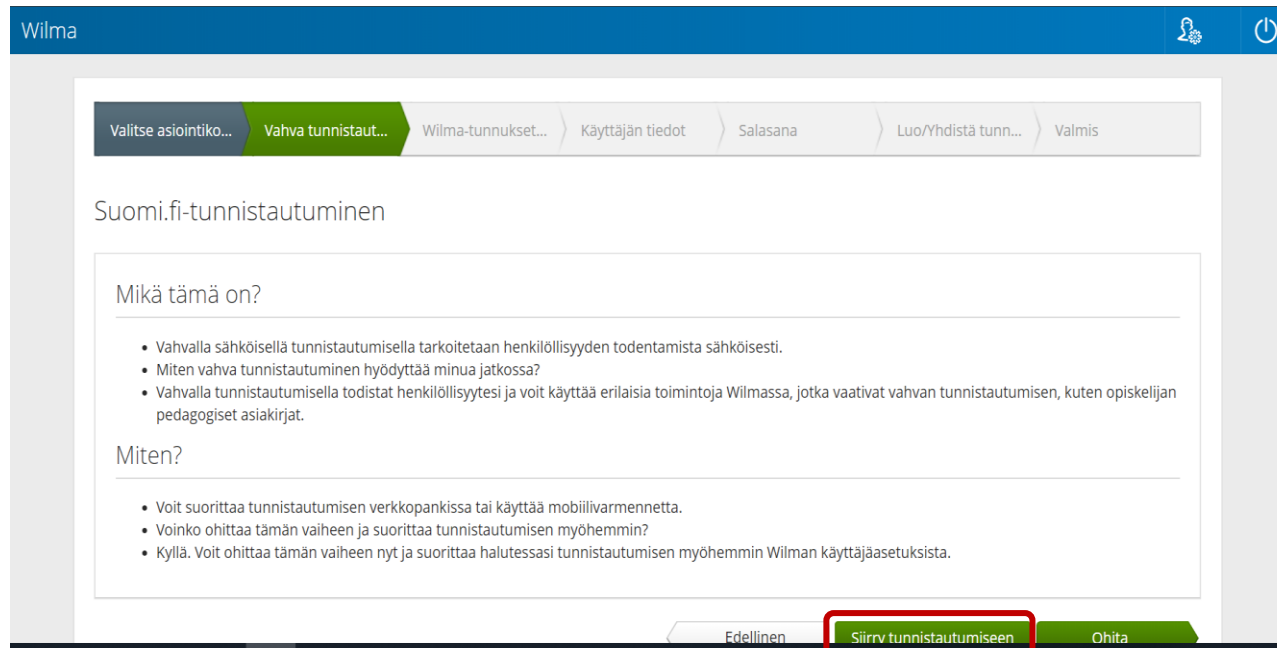 Wilma
Valitse asiointiko... Vahva tunnistaut... Wilma-tunnukset... Käyttäjän tiedot Salasana Luo/Yhdistä tunn... Valmis
Suomi.fi-tunnistautuminen
Mikä tämä on?
• Vahvalla sähköisellä tunnistautumisella tarkoitetaan henkilöllisyyden todentamista sähköisesti.
• Miten vahva tunnistautuminen hyödyttää minua jatkossa?
• Vahvalla tunnistautumisella todistat henkilöllisyytesi ja voit käyttää erilaisia toimintoja Wilmassa, jotka vaativat vahvan tunnistautumisen, kuten opiskelijan
pedagogiset asiakirjat.
Miten?
• Voit suorittaa tunnistautumisen verkkopankissa tai käyttää mobiilivarmennetta.
• Voinko ohittaa tämän vaiheen ja suorittaa tunnistautumisen myöhemmin?
• Kyllä. Voit ohittaa tämän vaiheen nyt ja suorittaa halutessasi tunnistautumisen myöhemmin Wilman käyttäjäasetuksista.
Edellinen Siirry tunnistautumiseen Ohita